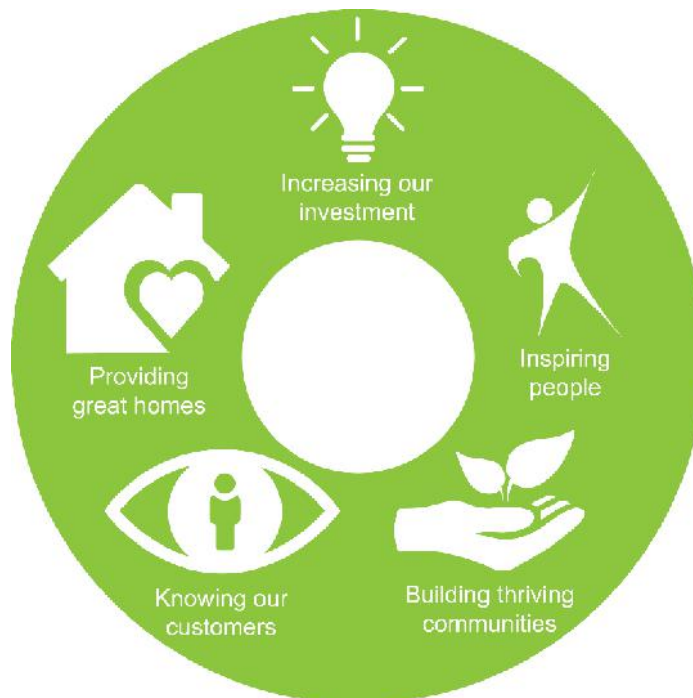 Increasing our
investment
Inspiring
people
Building thriving
communities
Knowing our
customers
Providing
great homes